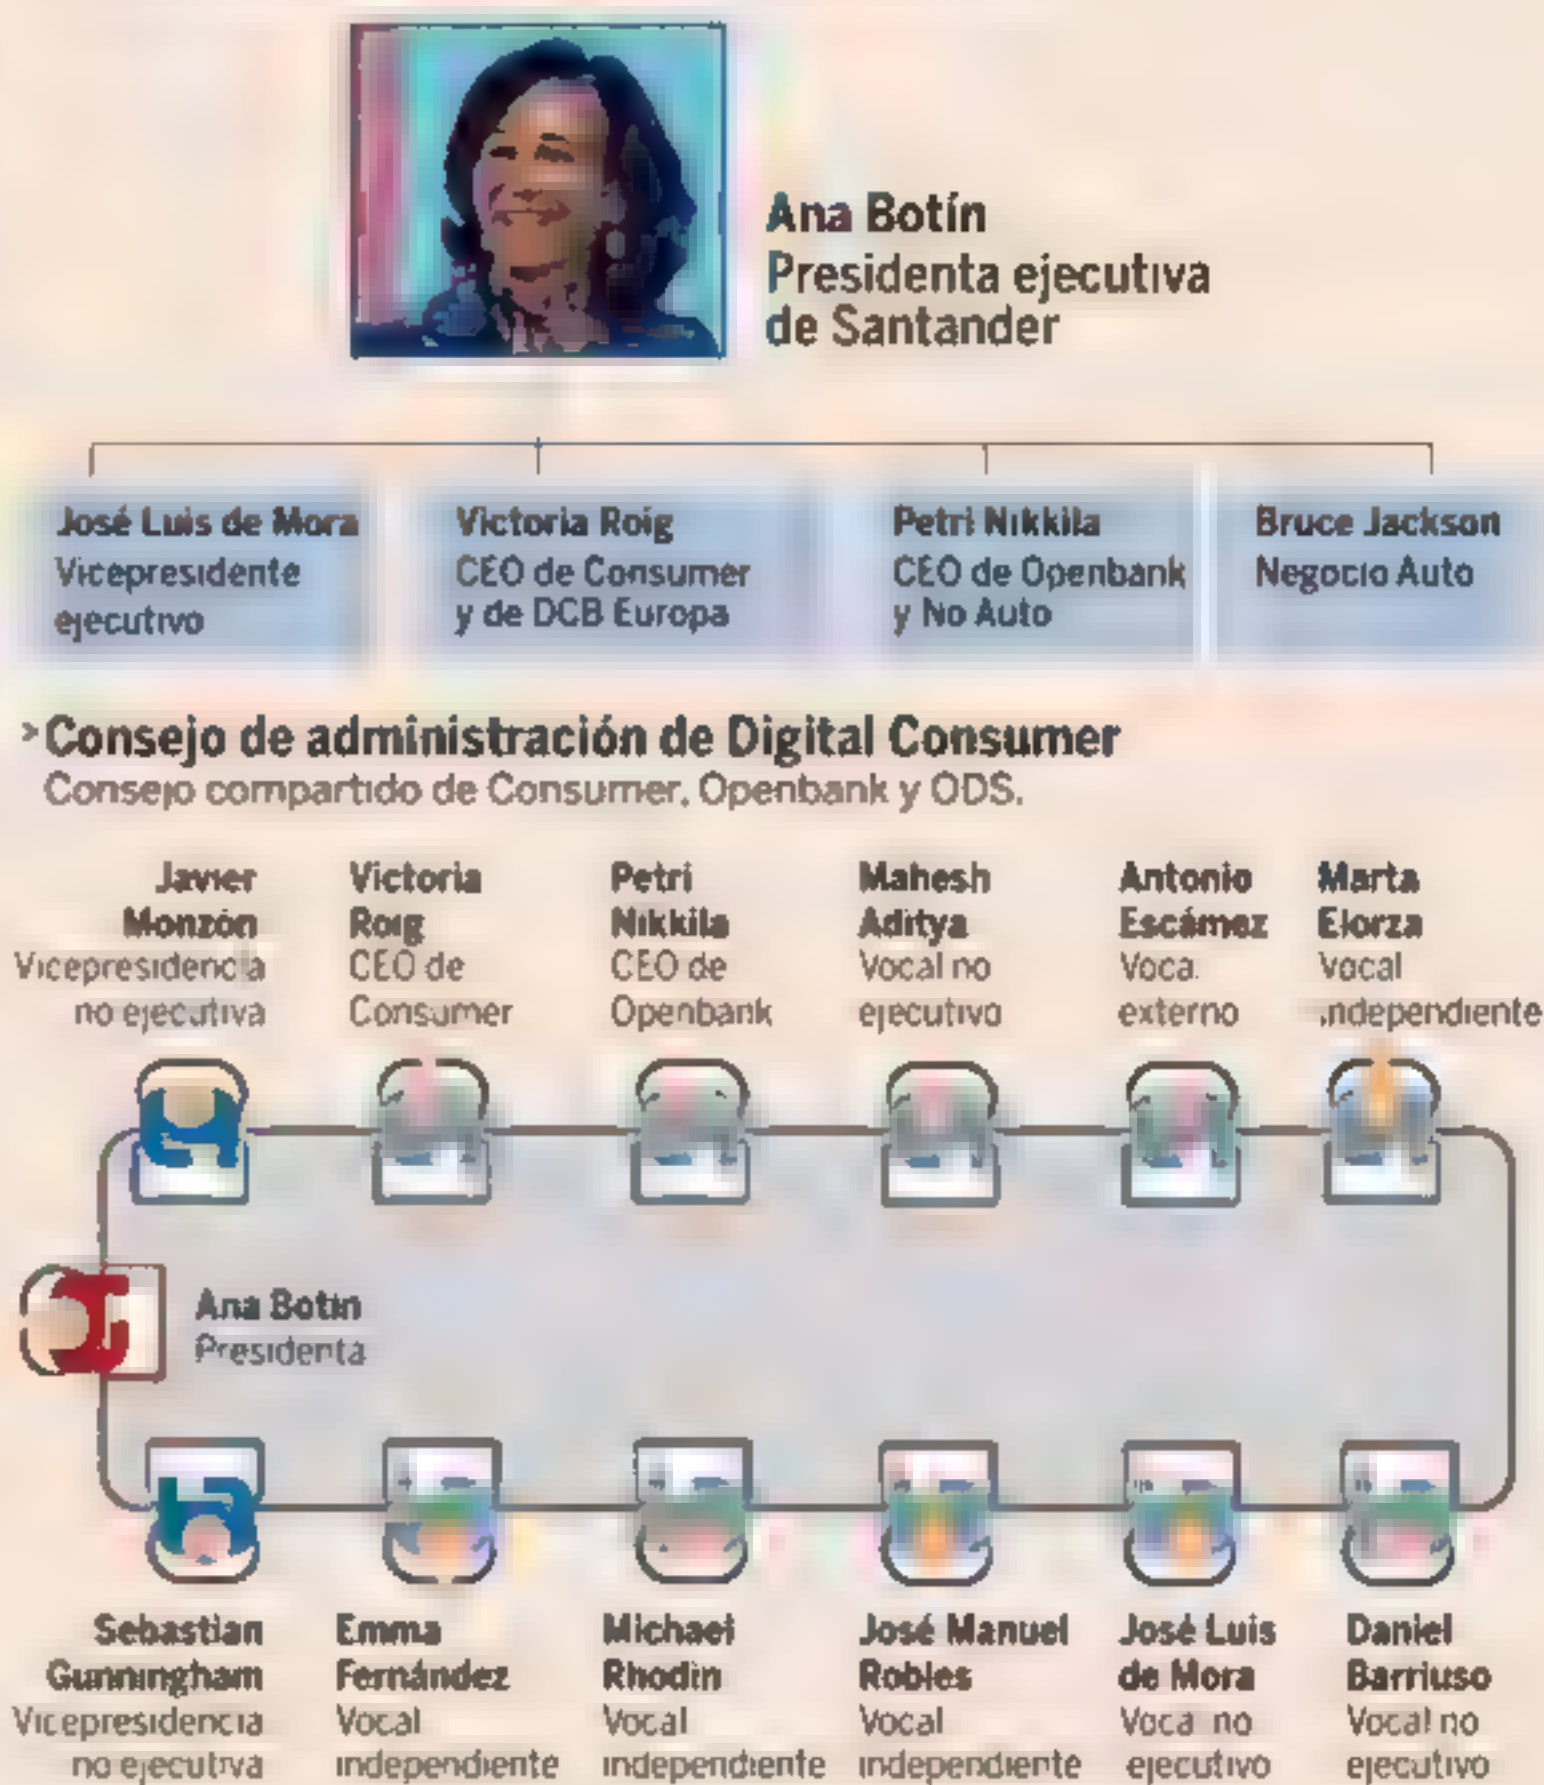 Ana Botín
Presidenta ejecutiva
de Santander
José Luis de Mora
Vicepresidente
ejecutivo
Victoria Roig
CEO de Consumer
y de DCB Europa
Petri Nikkila
CEO de Openbank
y No Auto
Bruce Jackson
Negocio Auto
>Consejo de administración de Digital Consumer
Consejo compartido de Consumer, Openbank y ODS.
Javier
Monzón
Vicepresidencia
no ejecutiva
Victoria
Roig
CEO de
Consumer
Petri
Nikkila
CEO de
Openbank
Mahesh
Aditya
Vocal no
ejecutivo
Antonio
Escámez
Vocal
externo
Marta
Elorza
Vocal
independiente
Ana Botín
Presidenta
Sebastian
Gunningham
Vicepresidencia
no ejecutiva
Emma
Fernández
Vocal
independiente
Michael
Rhodin
Vocal
independiente
José Manuel
Robles
Vocal
independiente
José Luis
de Mora
Vocal no
ejecutivo
Daniel
Barriuso
Vocal no
ejecutivo